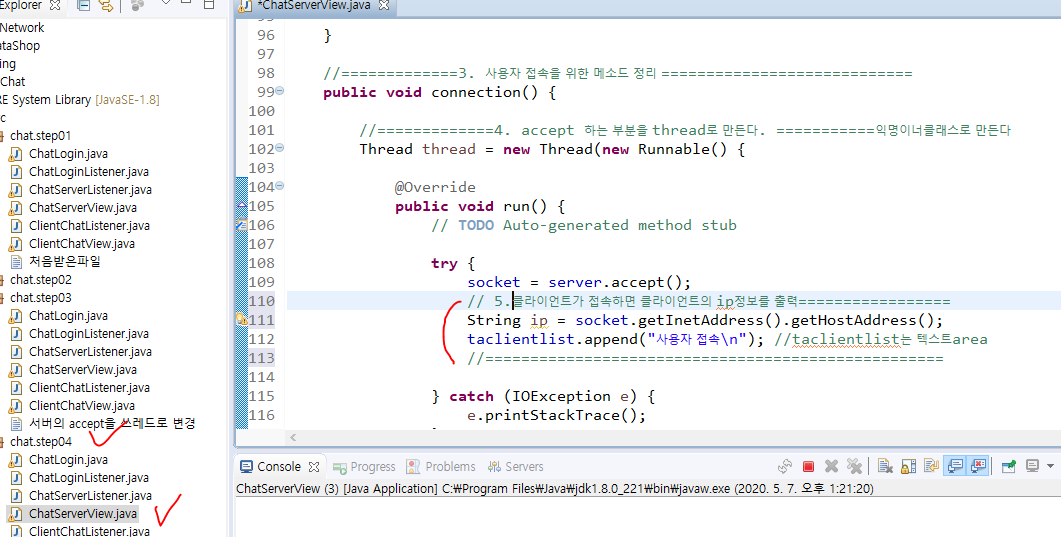 Explorer
*ChatServerView.java
Network
ataShop
ing
Chat
RE System Library [JavaSE-1.8]
c
chat.step01
ChatLogin.java
ChatLoginListener.java
ChatServerListener.java
ChatServerView.java
ClientChatListener.java
ClientChatView.java
처음받은파일
chat.step02
chat.step03
ChatLogin.java
ChatLoginListener.java
ChatServerListener.java
ChatServerView.java
ClientChatListener.java
ClientChatView.java
서버의 accept을 쓰레드로 변경
chat.step04
ChatLogin.java
ChatLoginListener.java
ChatServerListener.java
ChatServerView.java
ClientChatListener.java
95
96 }
97
98 //=============3. 사용자 접속을 위한 메소드 정리 ============================
99 public void connection() {
100
101 //=============4. accept 하는 부분을 thread로 만든다. ===========익명이너클래스로 만든다
102 Thread thread = new Thread(new Runnable() {
103
104 @Override
105 public void run() {
106 // TODO Auto-generated method stub
107
108 try {
109 socket = server.accept();
110 // 5.클라이언트가 접속하면 클라이언트의 ip정보를 출력=================
111 String ip = socket.getInetAddress().getHostAddress();
112 taclientlist.append("사용자 접속\n"); //taclientlist는 텍스트area
113 //===================================================
114
115 } catch (IOException e) {
116 e.printStackTrace();
Console Progress Problems Servers
ChatServerView (3) [Java Application] C:₩Program Files₩Java₩jdk1.8.0_221₩bin₩javaw.exe (2020. 5. 7. 오후 1:21:20)